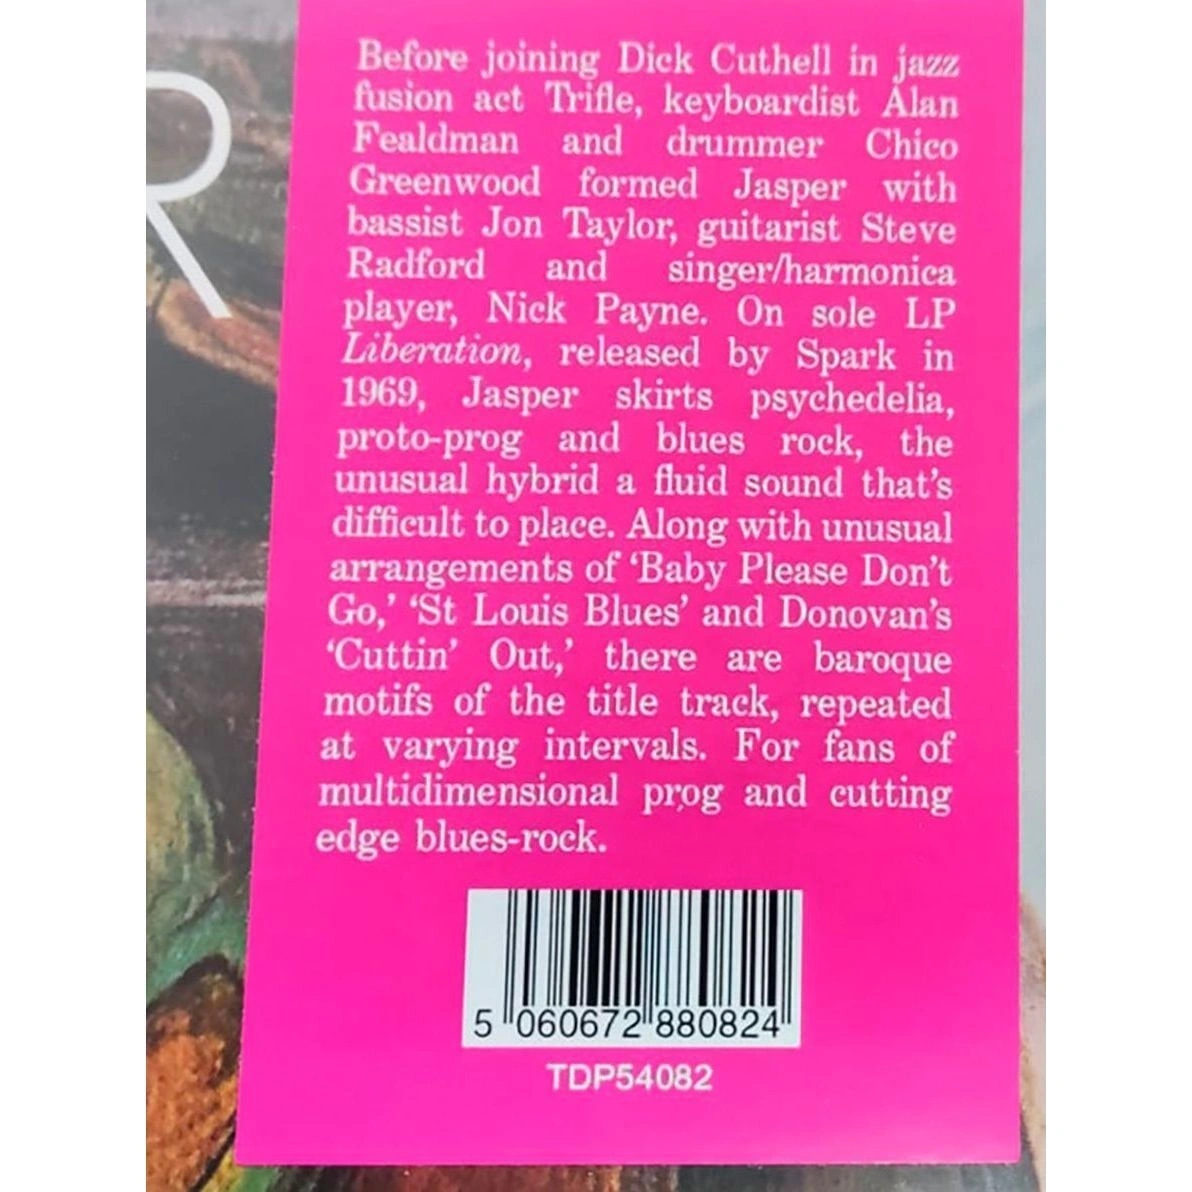 R
Before joining Dick Cuthell in jazz
fusion act Trifle, keyboardist Alan
Fealdman and drummer Chico
Greenwood formed Jasper with
bassist Jon Taylor, guitarist Steve
Radford and singer/harmonica
player, Nick Payne. On sole LP
Liberation, released by Spark in
1969, Jasper skirts psychedelia,
proto-prog and blues rock, the
unusual hybrid a fluid sound that's
difficult to place. Along with unusual
arrangements of ‘Baby Please Don’t
Go,’ ‘St Louis Blues’ and Donovan’s
‘Cuttin’ Out,’ there are baroque
motifs of the title track, repeated
at varying intervals. For fans of
multidimensional prog and cutting
edge blues-rock.
5 060672 880824
TDP54082